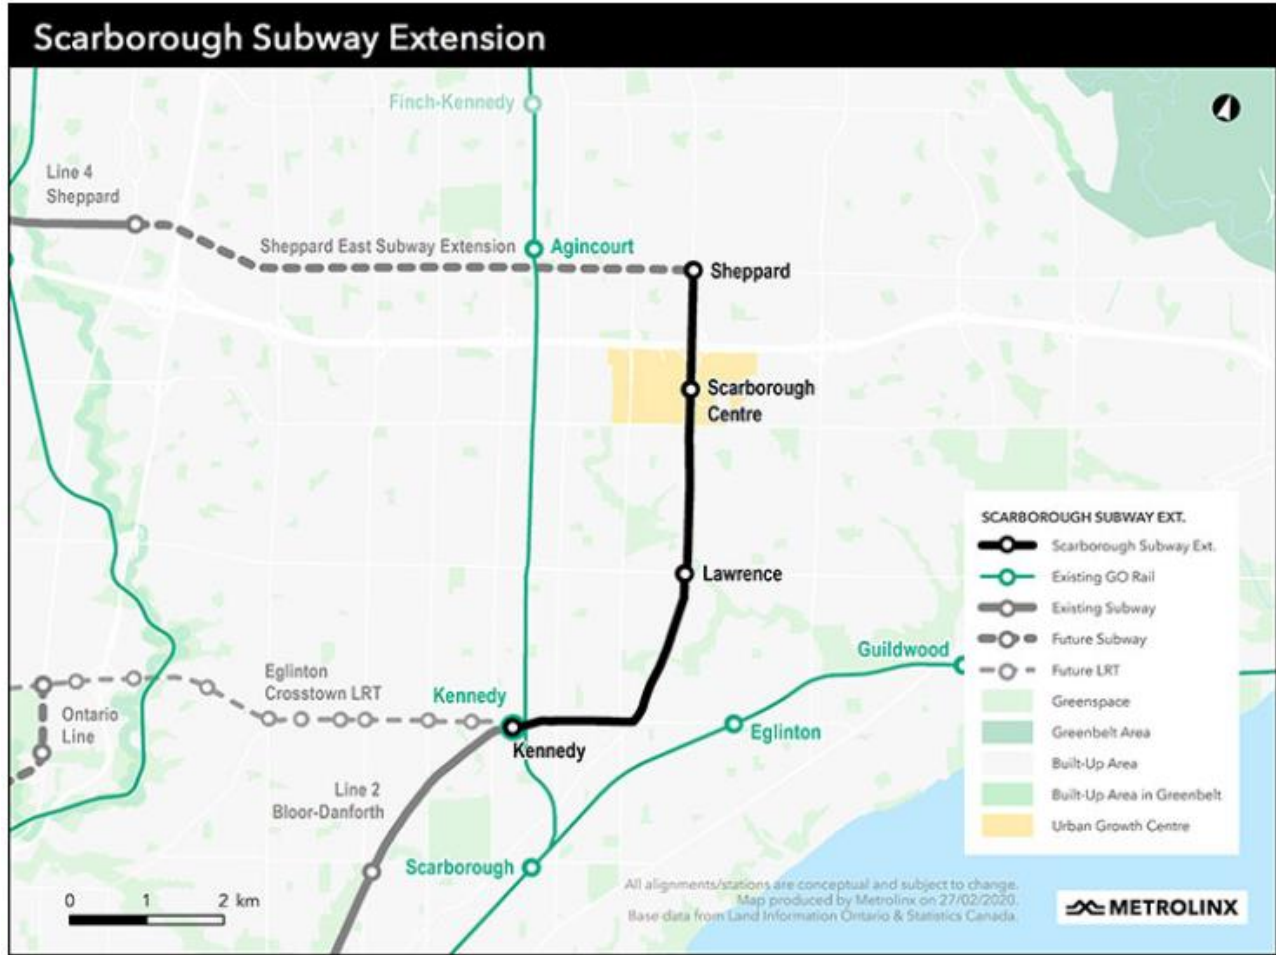 Scarborough Subway Extension
Finch-Kennedy
Line 4
Sheppard
Sheppard East Subway Extension
Agincourt
Sheppard
Scarborough
Centre
Lawrence
Guildwood
Eglinton
Crosstown LRT
Kennedy
Ontario
Line
Kennedy
Eglinton
Line 2
Bloor-Danforth
Scarborough
SCARBOROUGH SUBWAY EXT.
Scarborough Subway Ext.
Existing GO Rail
Existing Subway
Future Subway
Future LRT
Greenspace
Greenbelt Area
Built-Up Area
Built-Up Area in Greenbelt
Urban Growth Centre
0 1 2 km
All alignments/stations are conceptual and subject to change.
Map produced by Metrolinx on 27/02/2020.
Base data from Land Information Ontario & Statistics Canada.
METROLINX